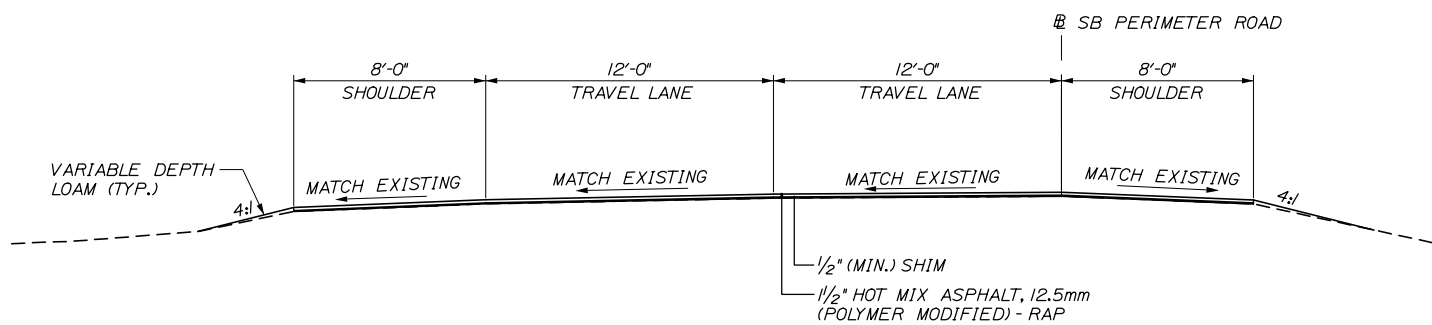 ℄ SB PERIMETER ROAD
8'-0" 12'-0" 12'-0" 8'-0"
SHOULDER TRAVEL LANE TRAVEL LANE SHOULDER
VARIABLE DEPTH
LOAM (TYP.)
MATCH EXISTING MATCH EXISTING MATCH EXISTING MATCH EXISTING
4:1 4:1
1/2" (MIN.) SHIM
1 1/2" HOT MIX ASPHALT, 12.5mm
(POLYMER MODIFIED) - RAP